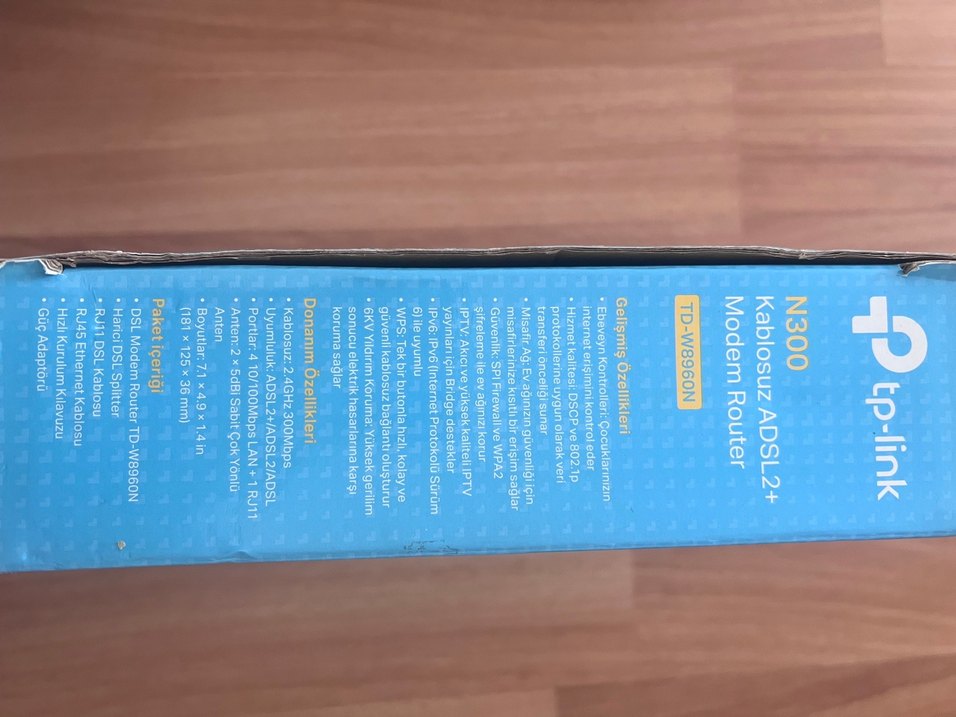 tp-link
N300
Kablosuz ADSL2+
Modem Router
TD-W8960N
Gelişmiş Özellikleri
• Ebeveyn Kontrolleri: Çocuklarınızın
internet erişimini kontrol eder
• Hizmet kalitesi: DSCP ve 802.1p
protokollerine uygun olarak veri
transferi önceliği sunar
• Misafir Ağ: Ev ağınızın güvenliği için
misafirlerinize kısıtlı bir erişim sağlar
• Güvenlik: SPI Firewall ve WPA2
şifreleme ile ev ağınızı korur
• IPTV: Akıcı ve yüksek kaliteli IPTV
yayınları için Bridge destekler
• IPv6: IPv6 (Internet Protokolü Sürüm
6) ile uyumlu
• WPS: Tek bir butonla hızlı, kolay ve
güvenli kablosuz bağlantı oluşturur
• 6KV Yıldırım Koruma: Yüksek gerilim
sonucu elektrik hasarlarına karşı
koruma sağlar
Donanım Özellikleri
• Kablosuz: 2.4GHz 300Mbps
• Uyumluluk: ADSL2+/ADSL2/ADSL
• Portlar: 4 10/100Mbps LAN + 1 RJ11
• Anten: 2 × 5dBi Sabit Çok Yönlü
Anten
• Boyutlar: 7.1 × 4.9 × 1.4 in
(181 × 125 × 36 mm)
Paket İçeriği
• DSL Modem Router TD-W8960N
• Harici DSL Splitter
• RJ11 DSL Kablosu
• RJ45 Ethernet Kablosu
• Hızlı Kurulum Kılavuzu
• Güç Adaptörü